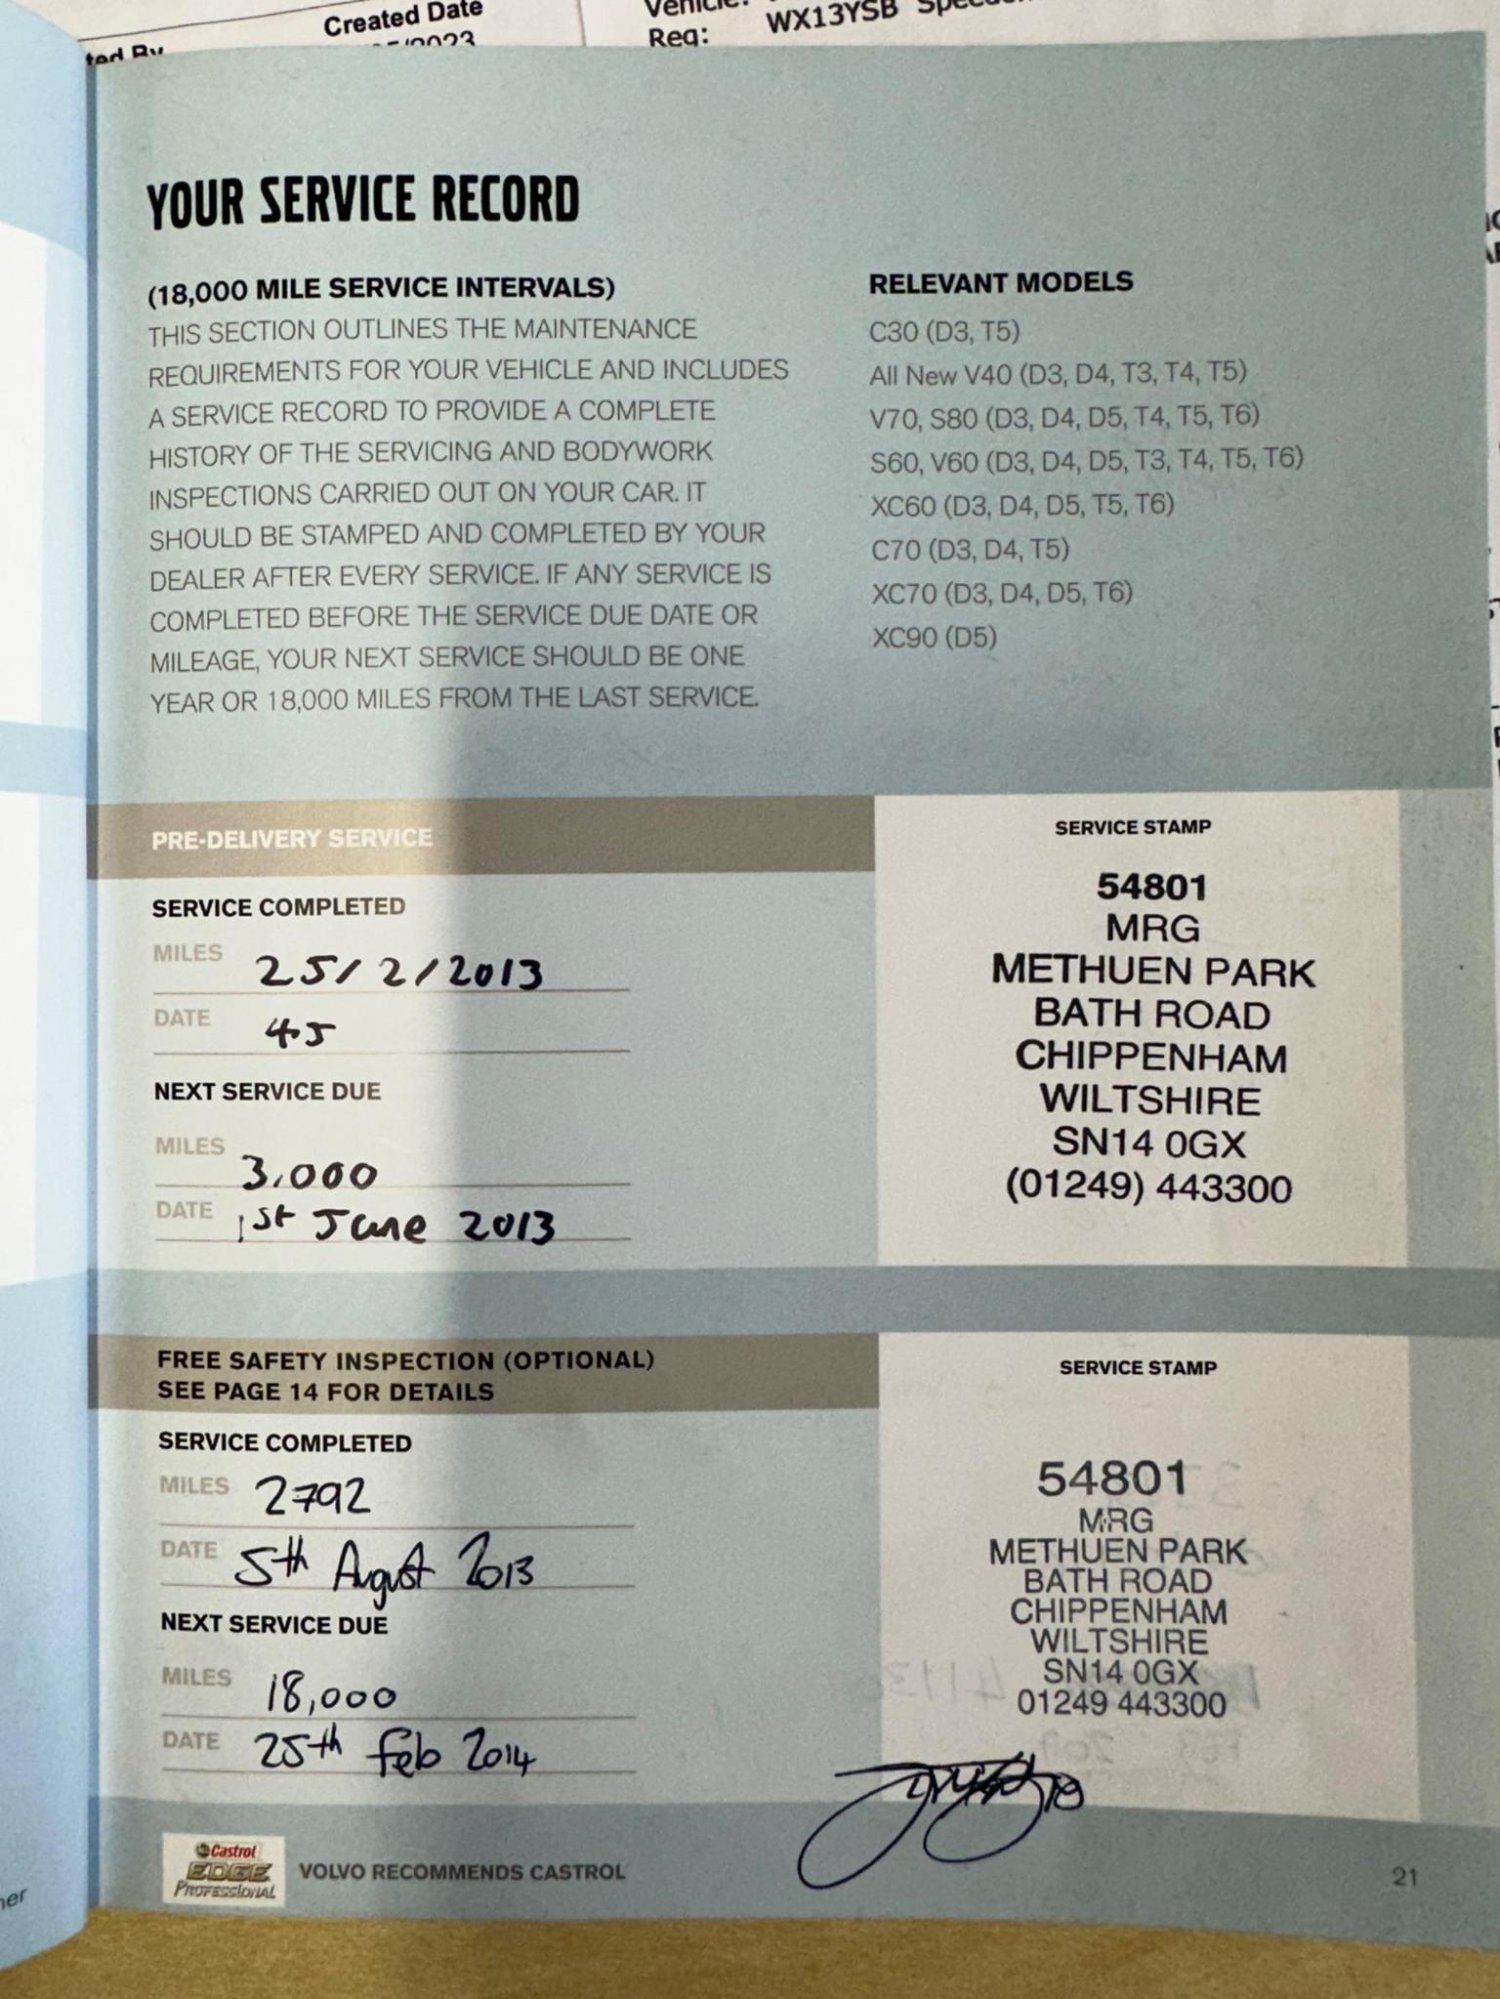 Created Date
Reg: WX13YSB
YOUR SERVICE RECORD
(18,000 MILE SERVICE INTERVALS)
THIS SECTION OUTLINES THE MAINTENANCE
REQUIREMENTS FOR YOUR VEHICLE AND INCLUDES
A SERVICE RECORD TO PROVIDE A COMPLETE
HISTORY OF THE SERVICING AND BODYWORK
INSPECTIONS CARRIED OUT ON YOUR CAR. IT
SHOULD BE STAMPED AND COMPLETED BY YOUR
DEALER AFTER EVERY SERVICE. IF ANY SERVICE IS
COMPLETED BEFORE THE SERVICE DUE DATE OR
MILEAGE, YOUR NEXT SERVICE SHOULD BE ONE
YEAR OR 18,000 MILES FROM THE LAST SERVICE.
RELEVANT MODELS
C30 (D3, T5)
All New V40 (D3, D4, T3, T4, T5)
V70, S80 (D3, D4, D5, T4, T5, T6)
S60, V60 (D3, D4, D5, T3, T4, T5, T6)
XC60 (D3, D4, D5, T5, T6)
C70 (D3, D4, T5)
XC70 (D3, D4, D5, T6)
XC90 (D5)
PRE-DELIVERY SERVICE
SERVICE COMPLETED
MILES 25/2/2013
DATE 45
NEXT SERVICE DUE
MILES 3,000
DATE 1st June 2013
SERVICE STAMP
54801
MRG
METHUEN PARK
BATH ROAD
CHIPPENHAM
WILTSHIRE
SN14 0GX
(01249) 443300
FREE SAFETY INSPECTION (OPTIONAL)
SEE PAGE 14 FOR DETAILS
SERVICE COMPLETED
MILES 2792
DATE 5th August 2013
NEXT SERVICE DUE
MILES 18,000
DATE 25th feb 2014
SERVICE STAMP
54801
MRG
METHUEN PARK
BATH ROAD
CHIPPENHAM
WILTSHIRE
SN14 0GX
01249 443300
Castrol
EDGE
PROFESSIONAL
VOLVO RECOMMENDS CASTROL
21